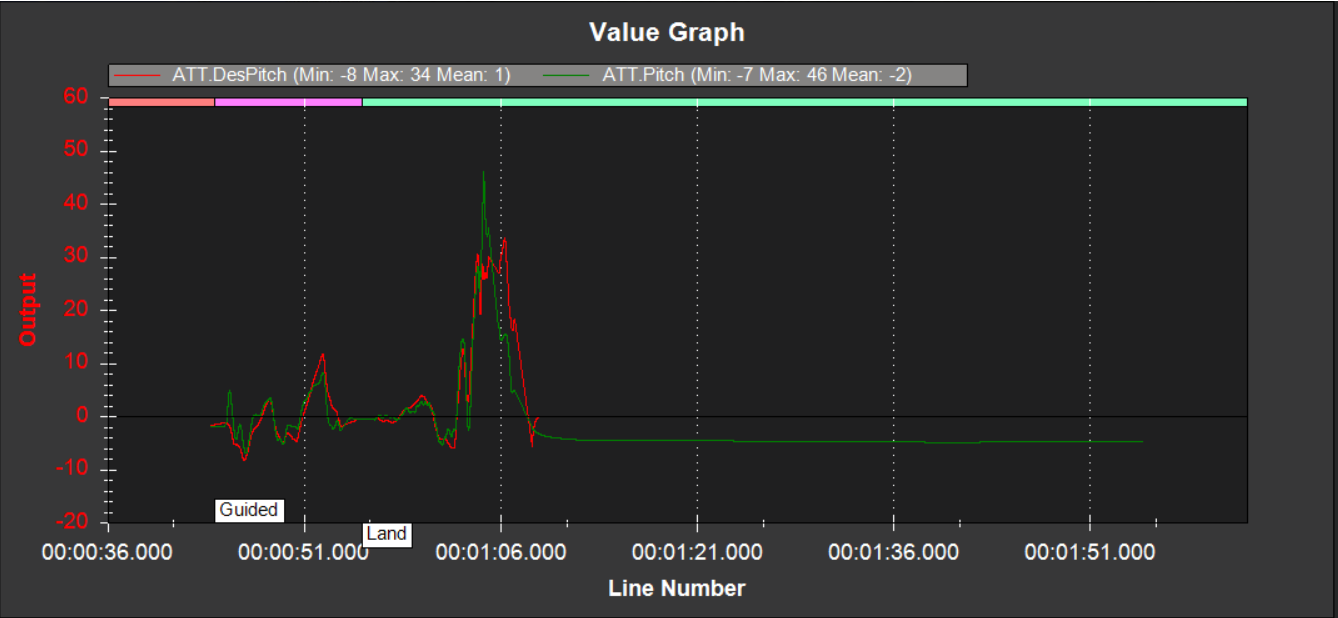 Value Graph
ATT.DesPitch (Min: -8 Max: 34 Mean: 1) ATT.Pitch (Min: -7 Max: 46 Mean: -2)
60
50
40
30
20
10
0
-10
-20
Output
Guided
Land
00:00:36.000 00:00:51.000 00:01:06.000 00:01:21.000 00:01:36.000 00:01:51.000
Line Number